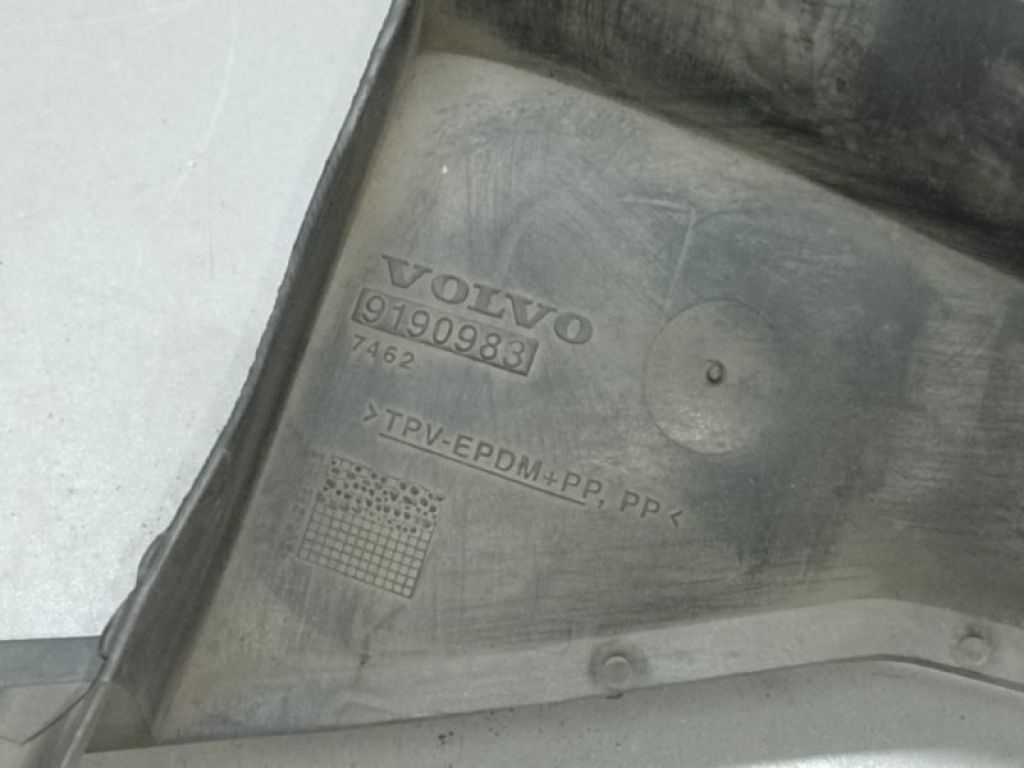 VOLVO
9190983
7462
>TPV-EPDM+PP, PP<